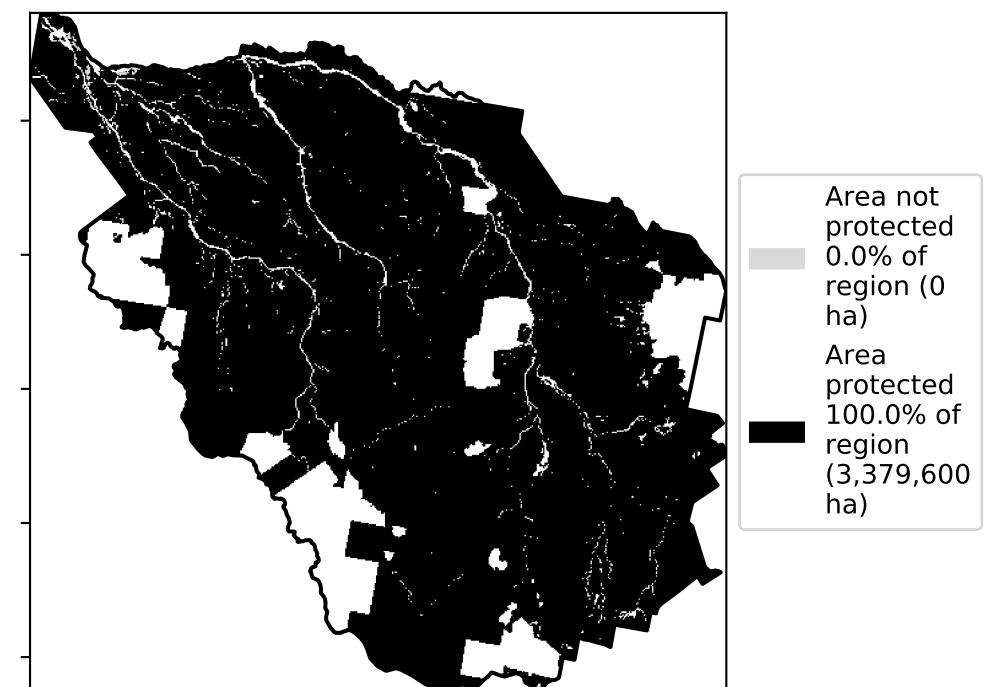 Area not
protected
0.0% of
region (0
ha)
Area
protected
100.0% of
region
(3,379,600
ha)